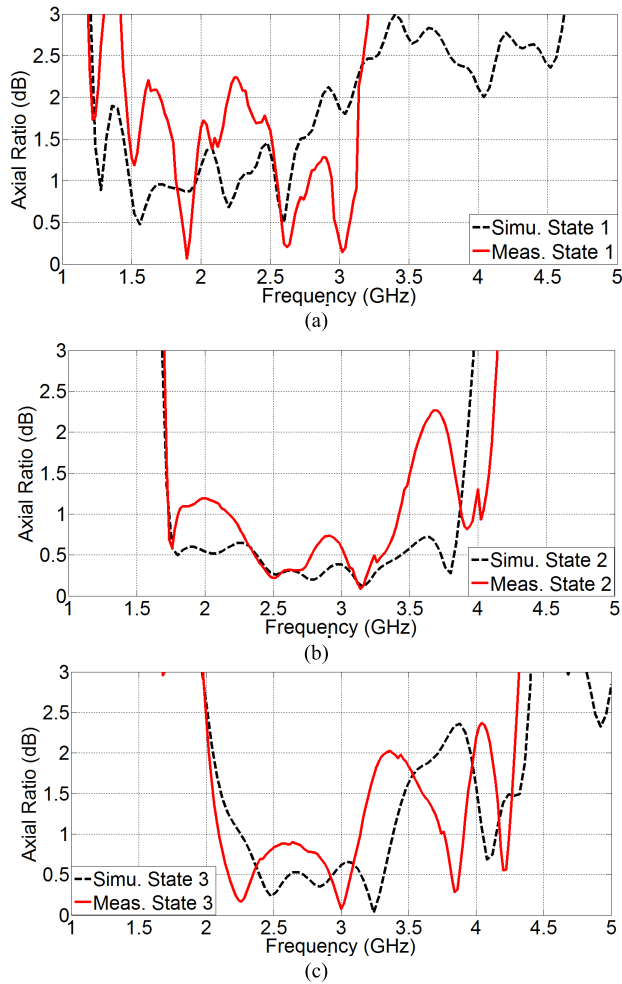 3
2.5
2
1.5
1
0.5
0
Axial Ratio (dB)
Simu. State 1
Meas. State 1
1 1.5 2 2.5 3 3.5 4 4.5 5
Frequency (GHz)
(a)
3
2.5
2
1.5
1
0.5
0
Axial Ratio (dB)
Simu. State 2
Meas. State 2
1 1.5 2 2.5 3 3.5 4 4.5 5
Frequency (GHz)
(b)
3
2.5
2
1.5
1
0.5
0
Axial Ratio (dB)
Simu. State 3
Meas. State 3
1 1.5 2 2.5 3 3.5 4 4.5 5
Frequency (GHz)
(c)